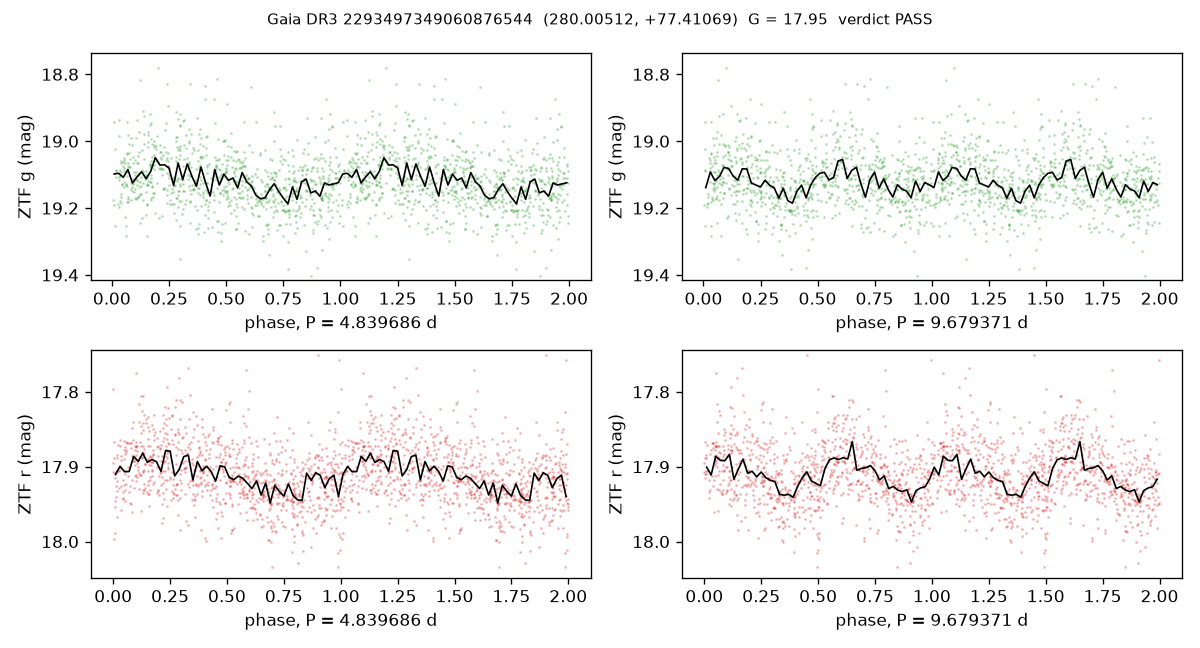 Gaia DR3 2293497349060876544 (280.00512, +77.41069) G = 17.95 verdict PASS
ZTF g (mag)
18.8
19.0
19.2
19.4
0.00 0.25 0.50 0.75 1.00 1.25 1.50 1.75 2.00
phase, P = 4.839686 d
ZTF g (mag)
18.8
19.0
19.2
19.4
0.00 0.25 0.50 0.75 1.00 1.25 1.50 1.75 2.00
phase, P = 9.679371 d
ZTF r (mag)
17.8
17.9
18.0
0.00 0.25 0.50 0.75 1.00 1.25 1.50 1.75 2.00
phase, P = 4.839686 d
ZTF r (mag)
17.8
17.9
18.0
0.00 0.25 0.50 0.75 1.00 1.25 1.50 1.75 2.00
phase, P = 9.679371 d